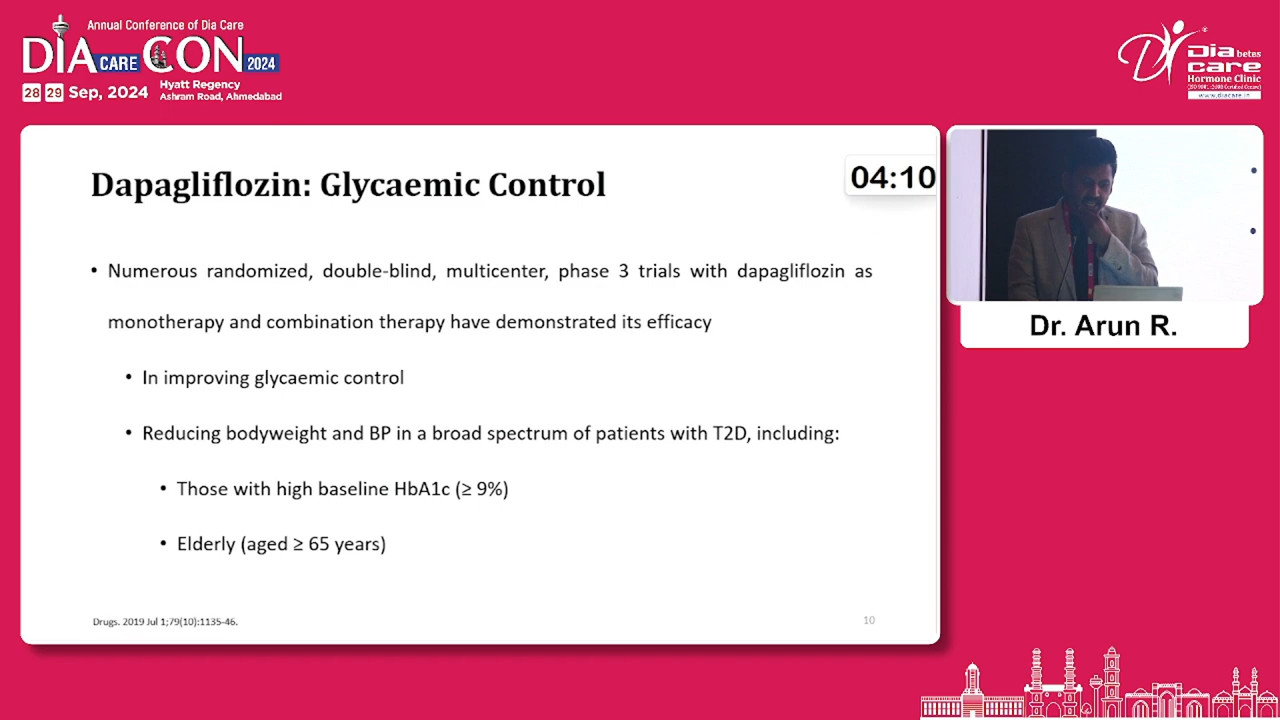 Annual Conference of Dia Care
DIA CARE CON 2024
28 29 Sep, 2024
Hyatt Regency
Ashram Road, Ahmedabad
Diabetes
care
Hormone Clinic
www.diacare.in
Dapagliflozin: Glycaemic Control
04:10
• Numerous randomized, double-blind, multicenter, phase 3 trials with dapagliflozin as
monotherapy and combination therapy have demonstrated its efficacy
• In improving glycaemic control
• Reducing bodyweight and BP in a broad spectrum of patients with T2D, including:
• Those with high baseline HbA1c (≥ 9%)
• Elderly (aged ≥ 65 years)
Drugs. 2019 Jul 1;79(10):1135-46.
10
Dr. Arun R.